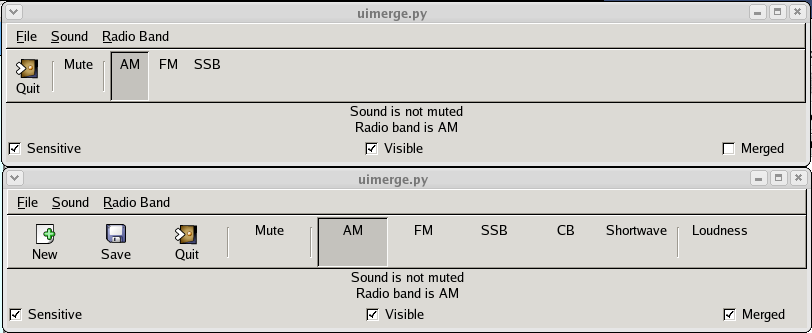 uimerge.py
File Sound Radio Band
Mute AM FM SSB
Quit
Sound is not muted
Radio band is AM
Sensitive Visible Merged
uimerge.py
File Sound Radio Band
Mute AM FM SSB CB Shortwave Loudness
New Save Quit
Sound is not muted
Radio band is AM
Sensitive Visible Merged